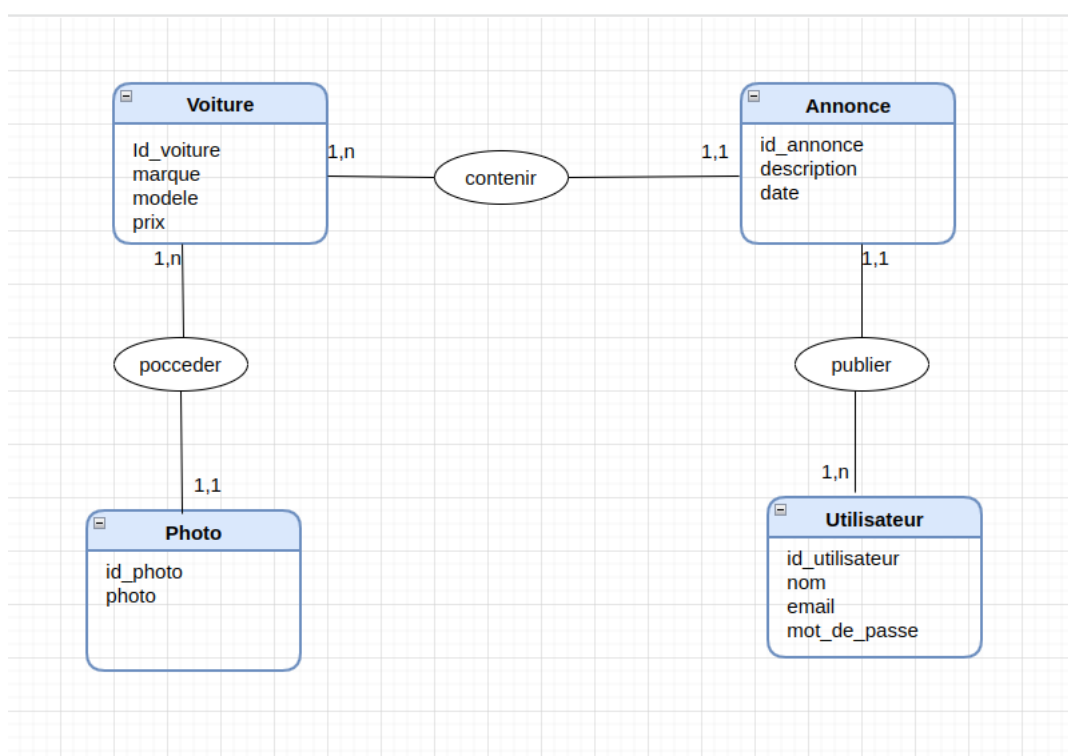 Voiture
Id_voiture
marque
modele
prix
1,n
contenir
1,1
Annonce
id_annonce
description
date
1,n
pocceder
1,1
Photo
id_photo
photo
1,1
publier
1,n
Utilisateur
id_utilisateur
nom
email
mot_de_passe